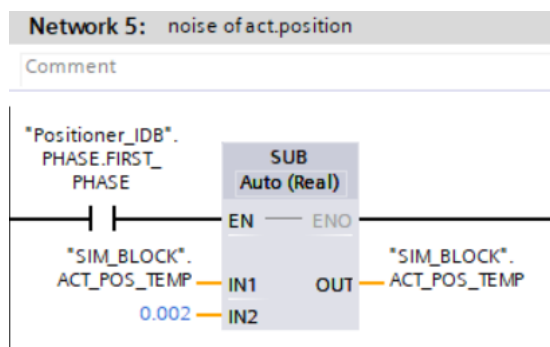 Network 5: noise of act.position
Comment
"Positioner_IDB".
PHASE.FIRST_
PHASE
SUB
Auto (Real)
EN ENO
"SIM_BLOCK".
ACT_POS_TEMP
IN1
OUT
"SIM_BLOCK".
ACT_POS_TEMP
0.002
IN2